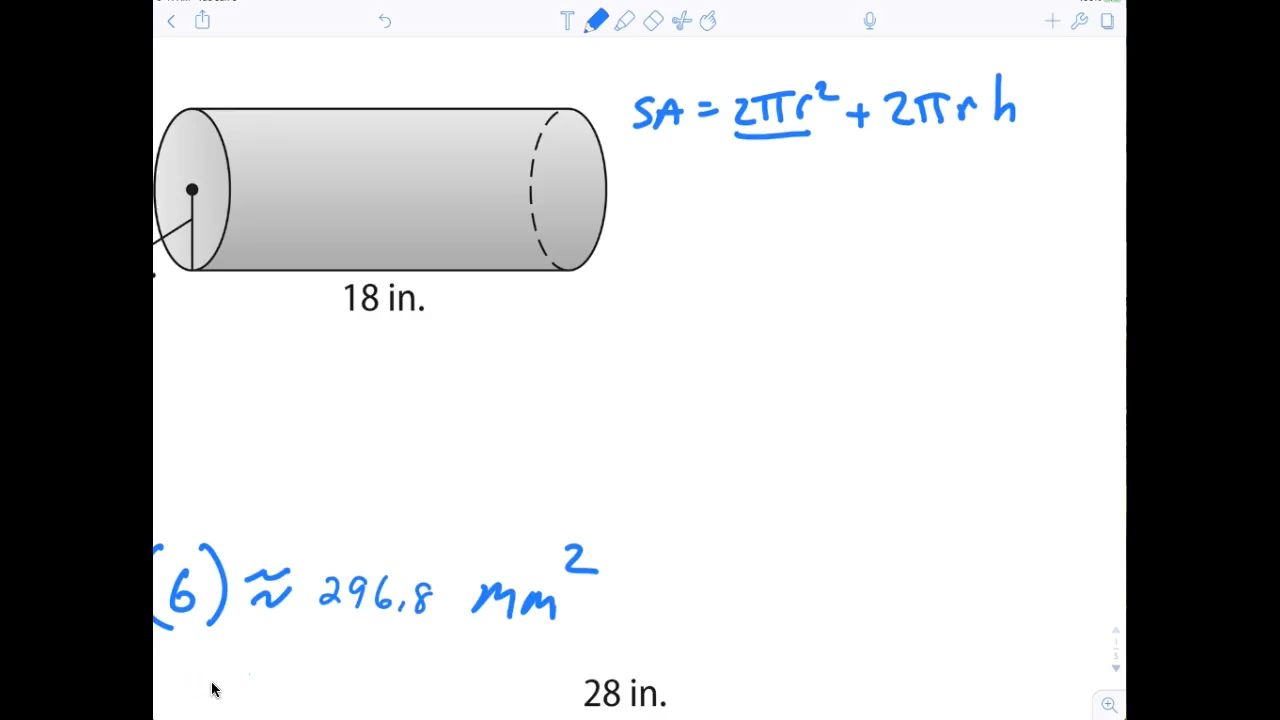 SA = 2πr² + 2πrh
18 in.
(6) ≈ 296.8 mm²
28 in.